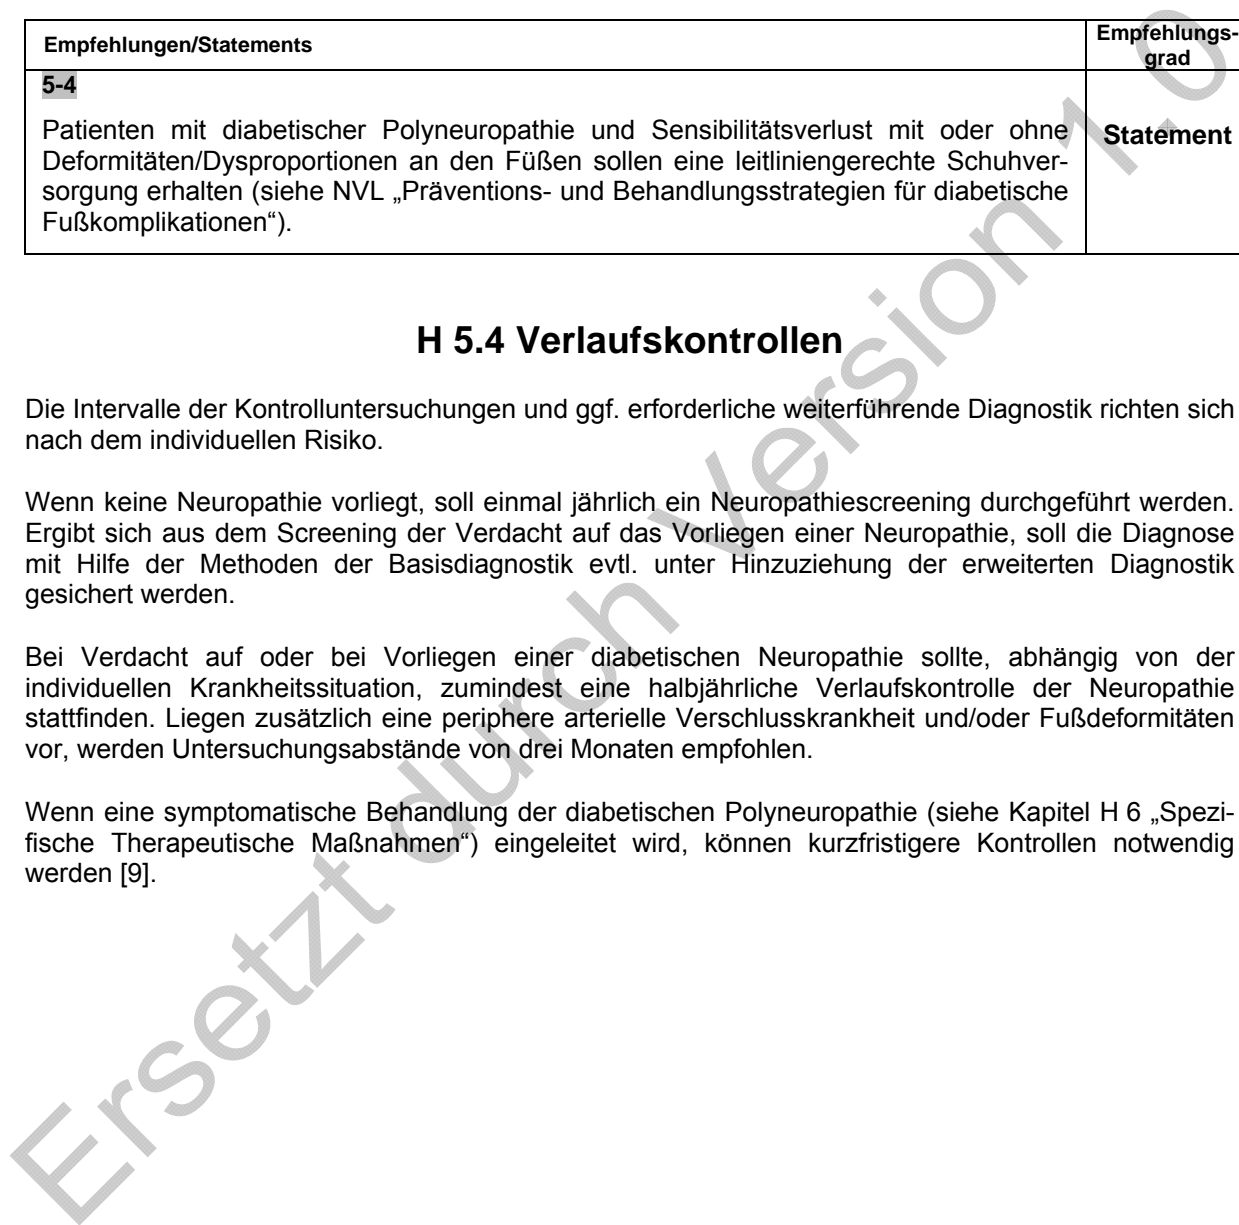 Empfehlungen/Statements
Empfehlungs-
grad
5-4
Patienten mit diabetischer Polyneuropathie und Sensibilitätsverlust mit oder ohne
Deformitäten/Dysproportionen an den Füßen sollen eine leitliniengerechte Schuhver-
sorgung erhalten (siehe NVL „Präventions- und Behandlungsstrategien für diabetische
Fußkomplikationen“).
Statement
H 5.4 Verlaufskontrollen
Die Intervalle der Kontrolluntersuchungen und ggf. erforderliche weiterführende Diagnostik richten sich
nach dem individuellen Risiko.
Wenn keine Neuropathie vorliegt, soll einmal jährlich ein Neuropathiescreening durchgeführt werden.
Ergibt sich aus dem Screening der Verdacht auf das Vorliegen einer Neuropathie, soll die Diagnose
mit Hilfe der Methoden der Basisdiagnostik evtl. unter Hinzuziehung der erweiterten Diagnostik
gesichert werden.
Bei Verdacht auf oder bei Vorliegen einer diabetischen Neuropathie sollte, abhängig von der
individuellen Krankheitssituation, zumindest eine halbjährliche Verlaufskontrolle der Neuropathie
stattfinden. Liegen zusätzlich eine periphere arterielle Verschlusskrankheit und/oder Fußdeformitäten
vor, werden Untersuchungsabstände von drei Monaten empfohlen.
Wenn eine symptomatische Behandlung der diabetischen Polyneuropathie (siehe Kapitel H 6 „Spezi-
fische Therapeutische Maßnahmen“) eingeleitet wird, können kurzfristigere Kontrollen notwendig
werden [9].
Ersetzt durch Version 1.0